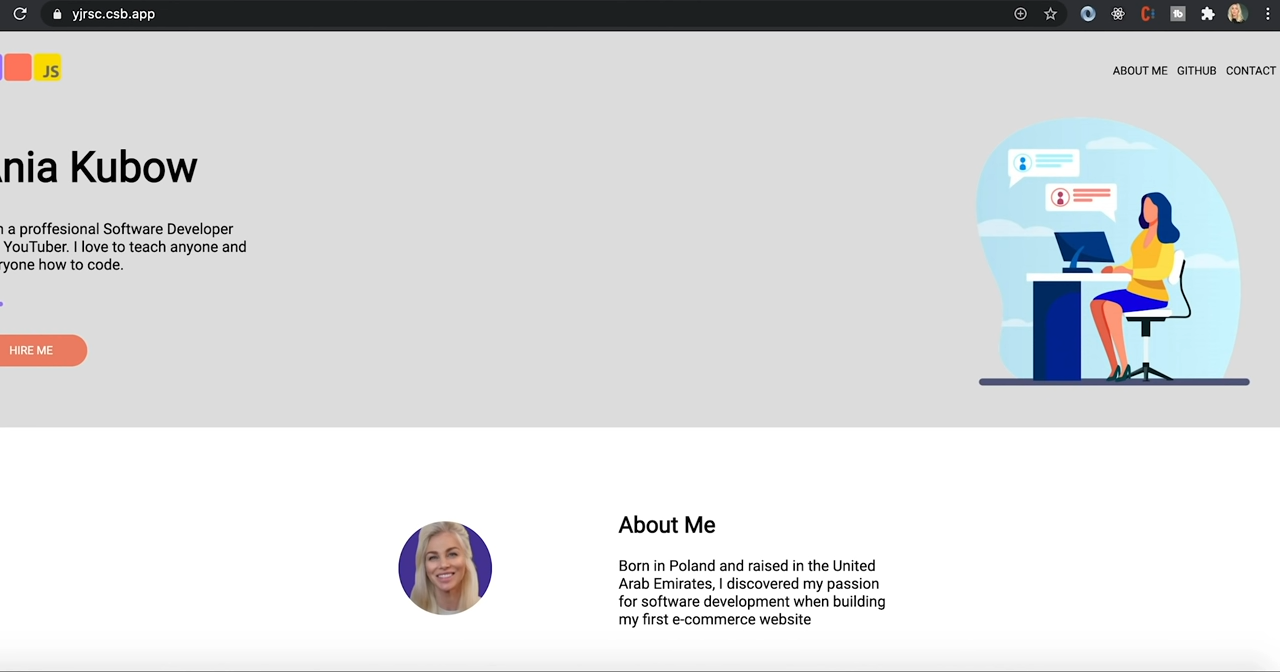 yjrsc.csb.app
JS
ABOUT ME GITHUB CONTACT
nia Kubow
a proffesional Software Developer
YouTuber. I love to teach anyone and
ryone how to code.
HIRE ME
About Me
Born in Poland and raised in the United
Arab Emirates, I discovered my passion
for software development when building
my first e-commerce website